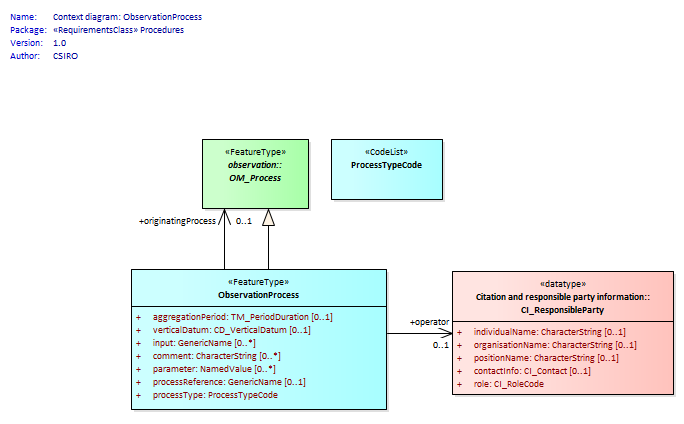 Name: Context diagram: ObservationProcess
Package: «RequirementsClass» Procedures
Version: 1.0
Author: CSIRO
«FeatureType»
observation::
OM_Process
«CodeList»
ProcessTypeCode
+originatingProcess
0..1
«FeatureType»
ObservationProcess
+ aggregationPeriod: TM_PeriodDuration [0..1]
+ verticalDatum: CD_VerticalDatum [0..1]
+ input: GenericName [0..*]
+ comment: CharacterString [0..*]
+ parameter: NamedValue [0..*]
+ processReference: GenericName [0..1]
+ processType: ProcessTypeCode
+operator
0..1
«datatype»
Citation and responsible party information::
CI_ResponsibleParty
+ individualName: CharacterString [0..1]
+ organisationName: CharacterString [0..1]
+ positionName: CharacterString [0..1]
+ contactInfo: CI_Contact [0..1]
+ role: CI_RoleCode